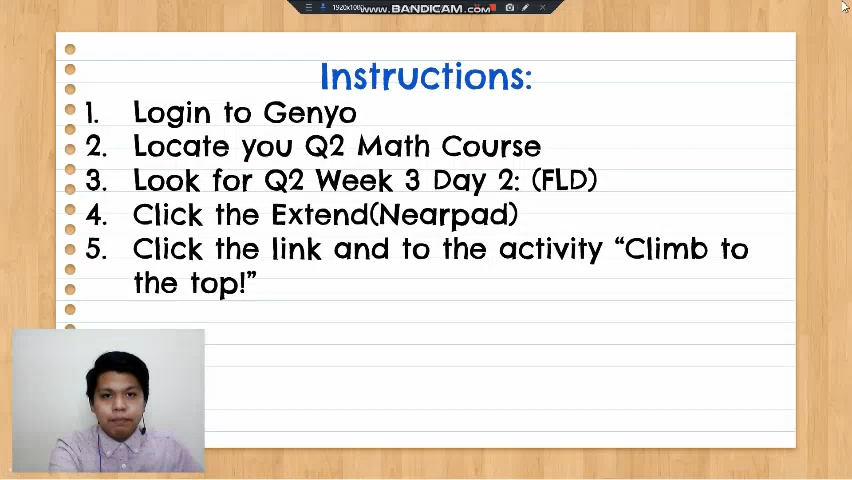 1920x1080
WWW.BANDICAM.COM
Instructions:
1. Login to Genyo
2. Locate you Q2 Math Course
3. Look for Q2 Week 3 Day 2: (FLD)
4. Click the Extend(Nearpad)
5. Click the link and to the activity “Climb to
the top!”